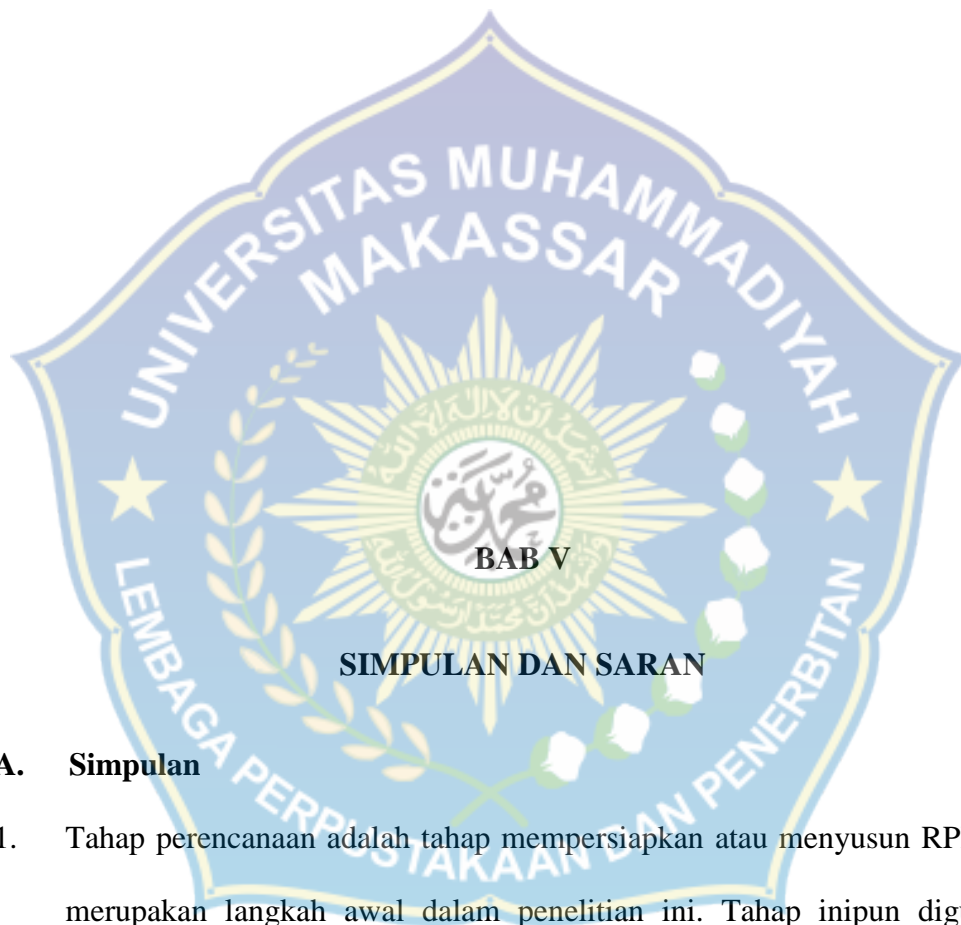 UNIVERSITAS MUHAMMADIYAH
MAKASSAR
BAB V
SIMPULAN DAN SARAN
A. Simpulan
1. Tahap perencanaan adalah tahap mempersiapkan atau menyusun RP
merupakan langkah awal dalam penelitian ini. Tahap inipun
LEMBAGA PERPUSTAKAAN DAN PENERBITAN